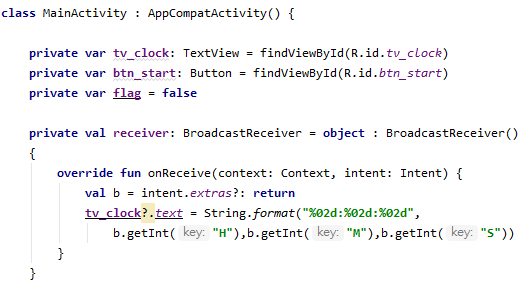 class MainActivity : AppCompatActivity() {
private var tv_clock: TextView = findViewById(R.id.tv_clock)
private var btn_start: Button = findViewById(R.id.btn_start)
private var flag = false
private val receiver: BroadcastReceiver = object : BroadcastReceiver()
{
override fun onReceive(context: Context, intent: Intent) {
val b = intent.extras?: return
tv_clock?.text = String.format("%02d:%02d:%02d",
b.getInt( key: "H"),b.getInt( key: "M"),b.getInt( key: "S"))
}
}